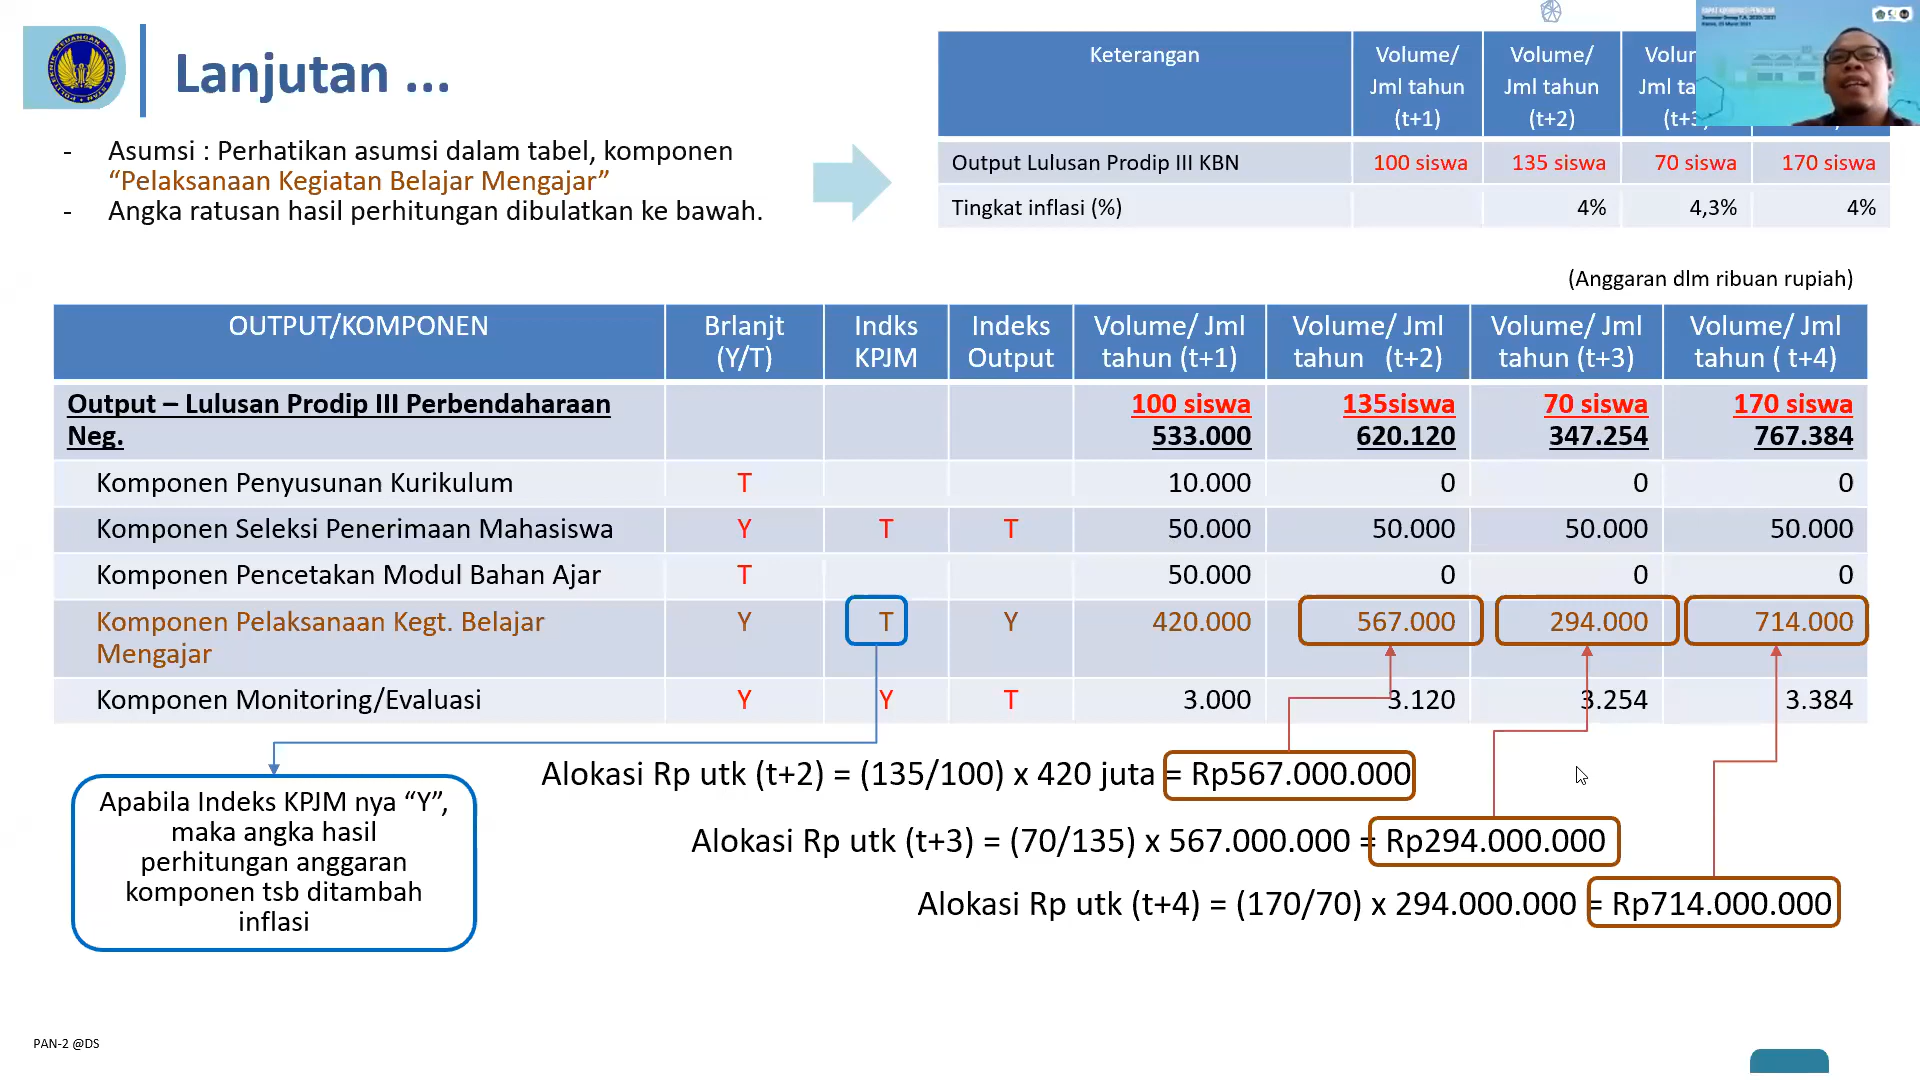 Lanjutan ...
- Asumsi : Perhatikan asumsi dalam tabel, komponen
“Pelaksanaan Kegiatan Belajar Mengajar”
- Angka ratusan hasil perhitungan dibulatkan ke bawah.
Keterangan
Volume/
Jml tahun
(t+1)
Volume/
Jml tahun
(t+2)
Output Lulusan Prodip III KBN 100 siswa 135 siswa 70 siswa 170 siswa
Tingkat inflasi (%) 4% 4,3% 4%
(Anggaran dlm ribuan rupiah)
OUTPUT/KOMPONEN
Brlanjt
(Y/T)
Indks
KPJM
Indeks
Output
Volume/ Jml
tahun (t+1)
Volume/ Jml
tahun (t+2)
Volume/ Jml
tahun (t+3)
Volume/ Jml
tahun ( t+4)
Output – Lulusan Prodip III Perbendaharaan
Neg.
100 siswa
533.000
135siswa
620.120
70 siswa
347.254
170 siswa
767.384
Komponen Penyusunan Kurikulum T 10.000 0 0 0
Komponen Seleksi Penerimaan Mahasiswa Y T T 50.000 50.000 50.000 50.000
Komponen Pencetakan Modul Bahan Ajar T 50.000 0 0 0
Komponen Pelaksanaan Kegt. Belajar
Mengajar
Y T Y 420.000 567.000 294.000 714.000
Komponen Monitoring/Evaluasi Y Y T 3.000 3.120 3.254 3.384
Apabila Indeks KPJM nya “Y”,
maka angka hasil
perhitungan anggaran
komponen tsb ditambah
inflasi
Alokasi Rp utk (t+2) = (135/100) x 420 juta = Rp567.000.000
Alokasi Rp utk (t+3) = (70/135) x 567.000.000 = Rp294.000.000
Alokasi Rp utk (t+4) = (170/70) x 294.000.000 = Rp714.000.000
PAN-2 @DS